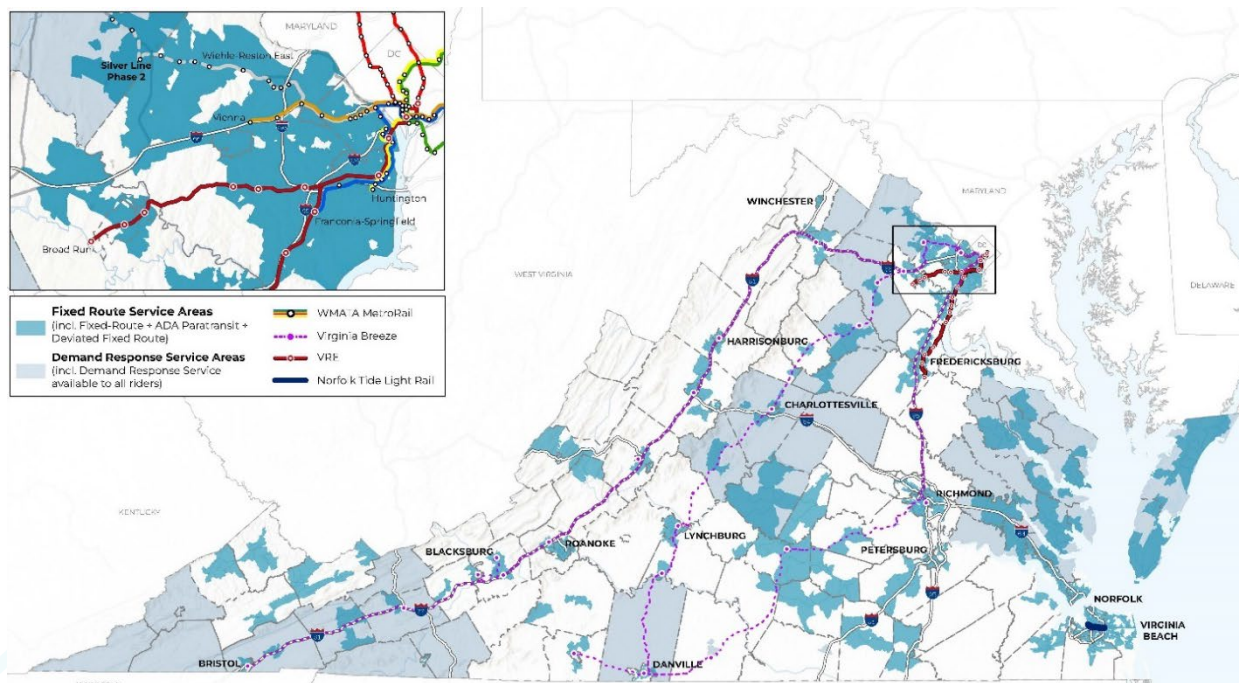 MARYLAND
DC
Wiehle-Reston East
Silver Line
Phase 2
Vienna
Huntington
Franconia-Springfield
Broad Run
Fixed Route Service Areas
(incl. Fixed-Route + ADA Paratransit +
Deviated Fixed Route)
Demand Response Service Areas
(incl. Demand Response Service
available to all riders)
WMATA MetroRail
Virginia Breeze
VRE
Norfolk Tide Light Rail
MARYLAND
WINCHESTER
DC
WEST VIRGINIA
DELAWARE
HARRISONBURG
FREDERICKSBURG
CHARLOTTESVILLE
KENTUCKY
RICHMOND
LYNCHBURG
ROANOKE
BLACKSBURG
PETERSBURG
NORFOLK
VIRGINIA
BEACH
BRISTOL
DANVILLE